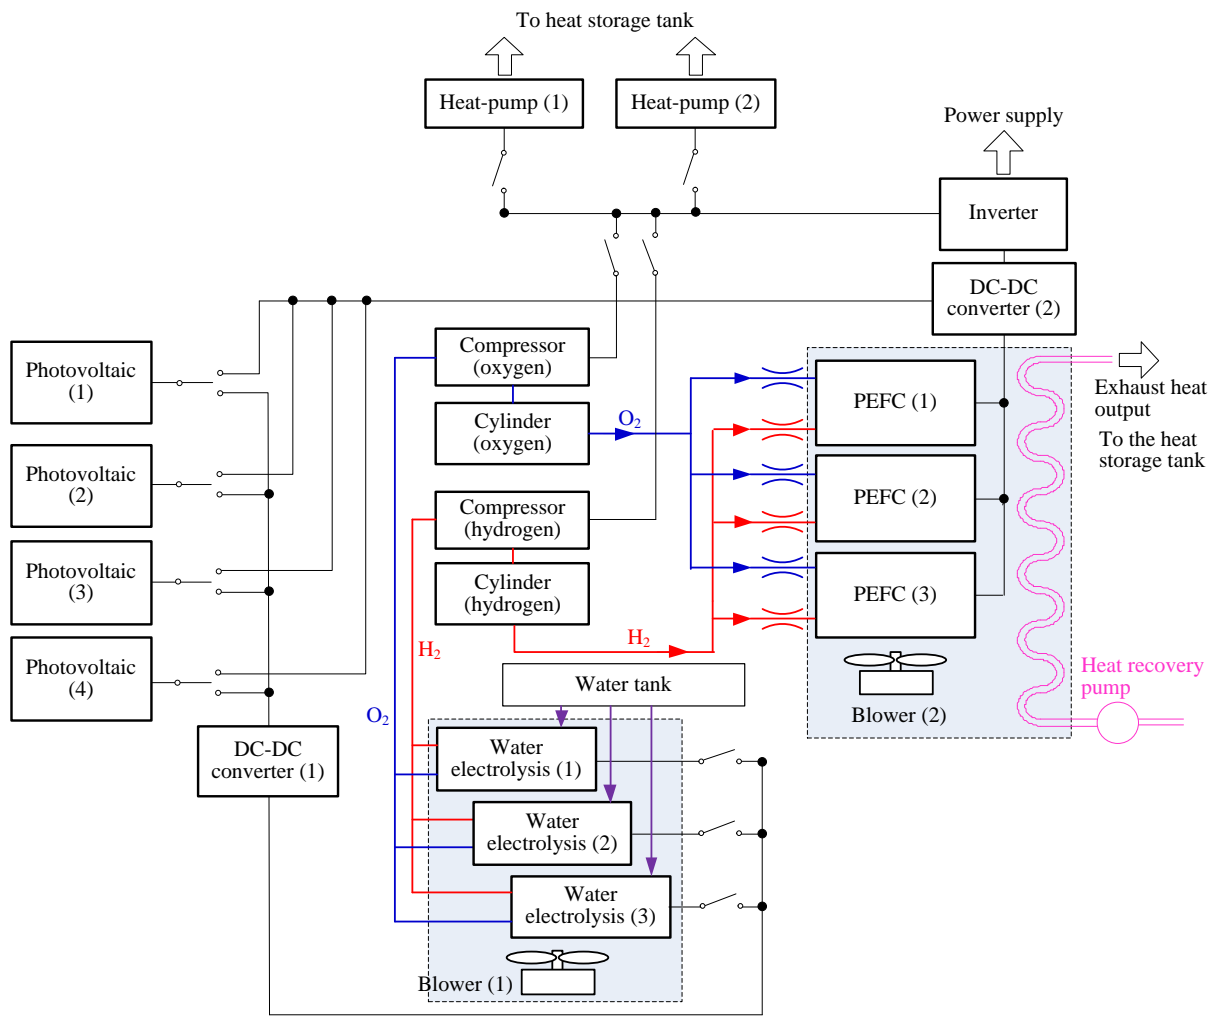 To heat storage tank
Heat-pump (1)
Heat-pump (2)
Power supply
Inverter
DC-DC
converter (2)
Photovoltaic
(1)
Compressor
(oxygen)
Cylinder
(oxygen)
O2
PEFC (1)
Exhaust heat
output
To the heat
storage tank
Photovoltaic
(2)
Compressor
(hydrogen)
PEFC (2)
Photovoltaic
(3)
Cylinder
(hydrogen)
PEFC (3)
H2
H2
Photovoltaic
(4)
Water tank
Heat recovery
pump
O2
Blower (2)
DC-DC
converter (1)
Water
electrolysis (1)
Water
electrolysis (2)
Water
electrolysis (3)
Blower (1)